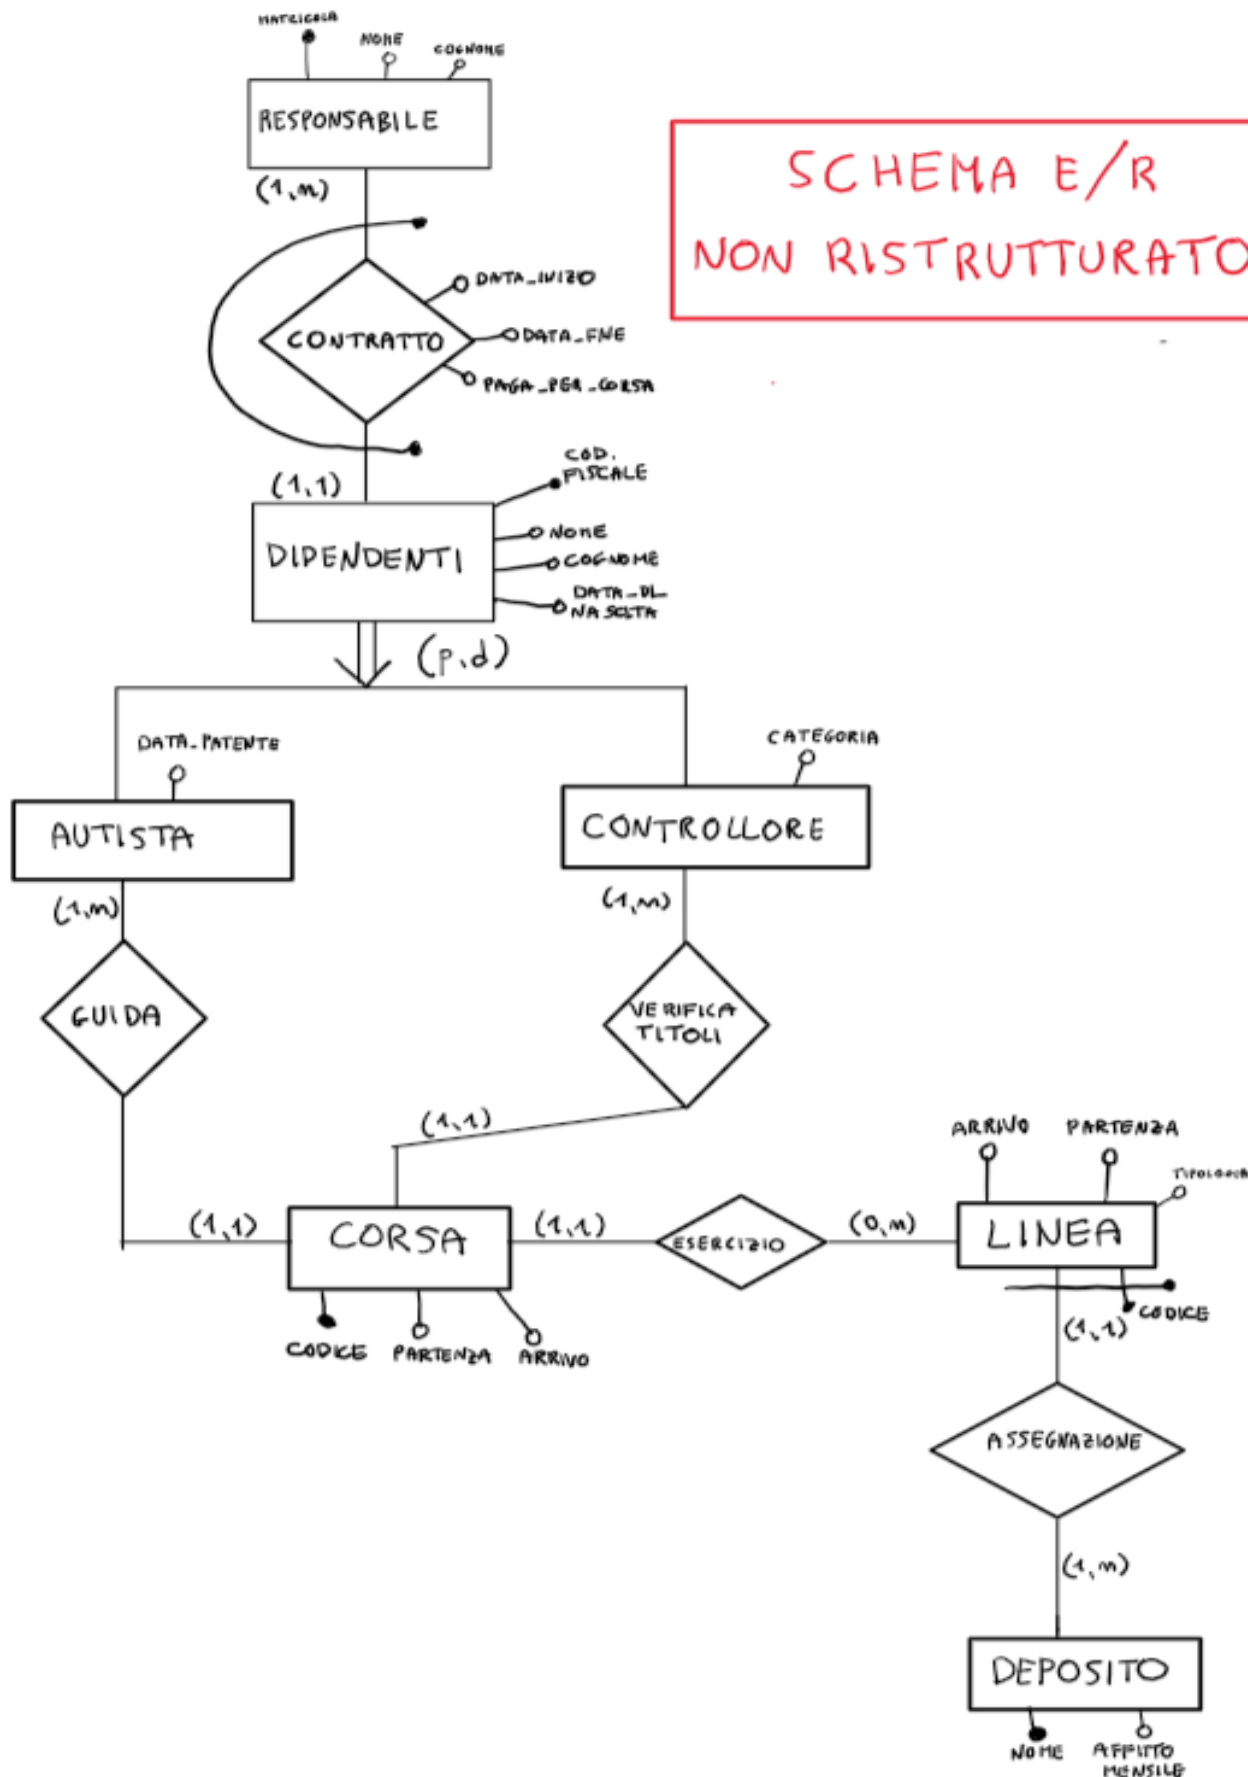 MATRICOLA
NOME
COGNOME
RESPONSABILE
(1,n)
SCHEMA E/R
NON RISTRUTTURATO
CONTRATTO
DATA_INIZO
DATA_FNE
PAGA_PER_CORSA
(1,1)
COD.
FISCALE
DIPENDENTI
NOME
COGNOME
DATA_DI_
NASCITA
(p,d)
DATA_PATENTE
CATEGORIA
AUTISTA
CONTROLLORE
(1,n)
(1,n)
GUIDA
VERIFICA
TITOLI
(1,1)
ARRIVO
PARTENZA
TIPOLOGIA
(1,1)
CORSA
(1,1)
ESERCIZIO
(0,n)
LINEA
CODICE
PARTENZA
ARRIVO
(1,1)
CODICE
ASSEGNAZIONE
(1,n)
DEPOSITO
NOME
AFFITTO
MENSILE